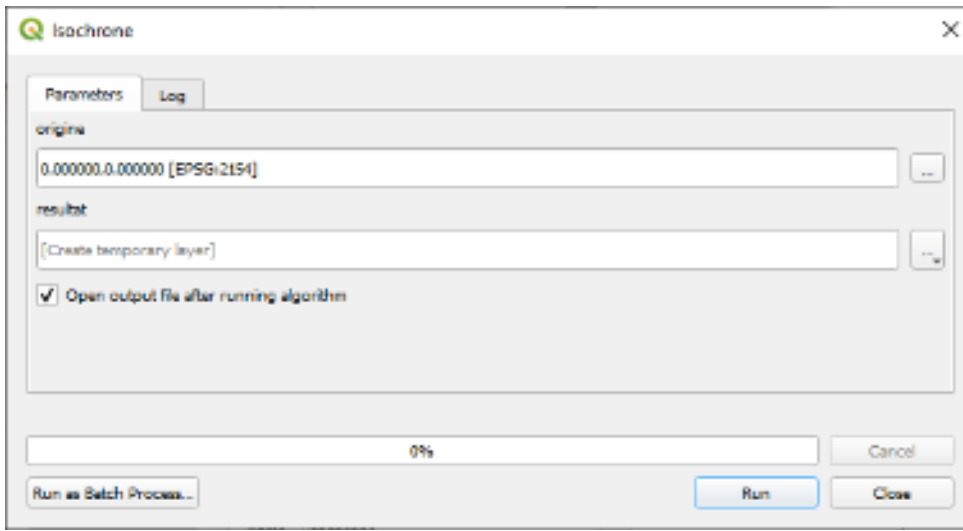 Isochrone
Parameters Log
origine
0.000000,0.000000 [EPSG:2154]
...
resultat
[Create temporary layer]
...
Open output file after running algorithm
0%
Cancel
Run as Batch Process...
Run
Close